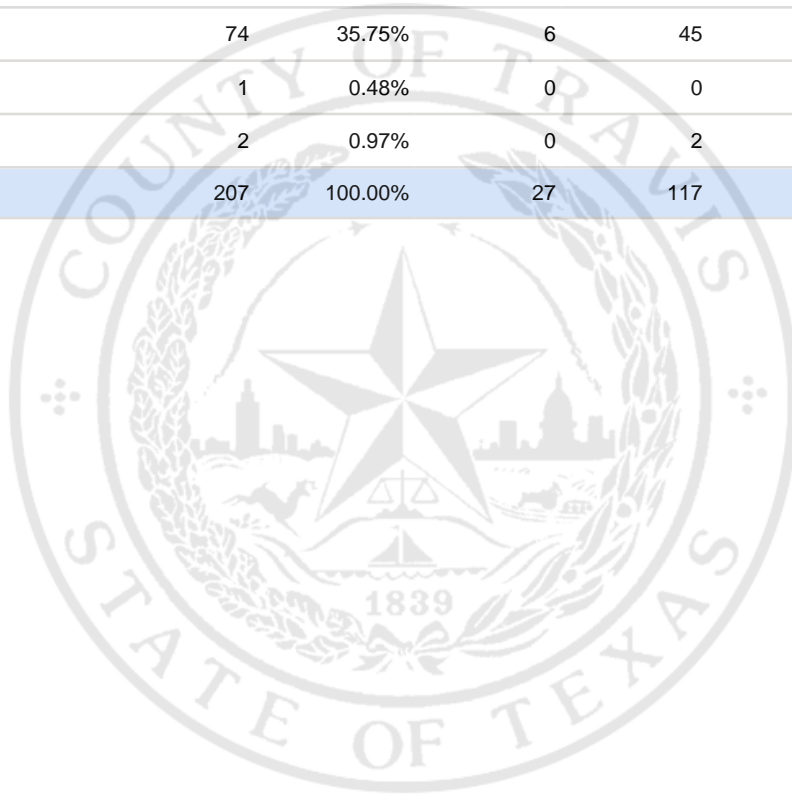 74 35.75% 6 45
1 0.48% 0 0
2 0.97% 0 2
207 100.00% 27 117
COUNTY OF TRAVIS
1839
STATE OF TEXAS